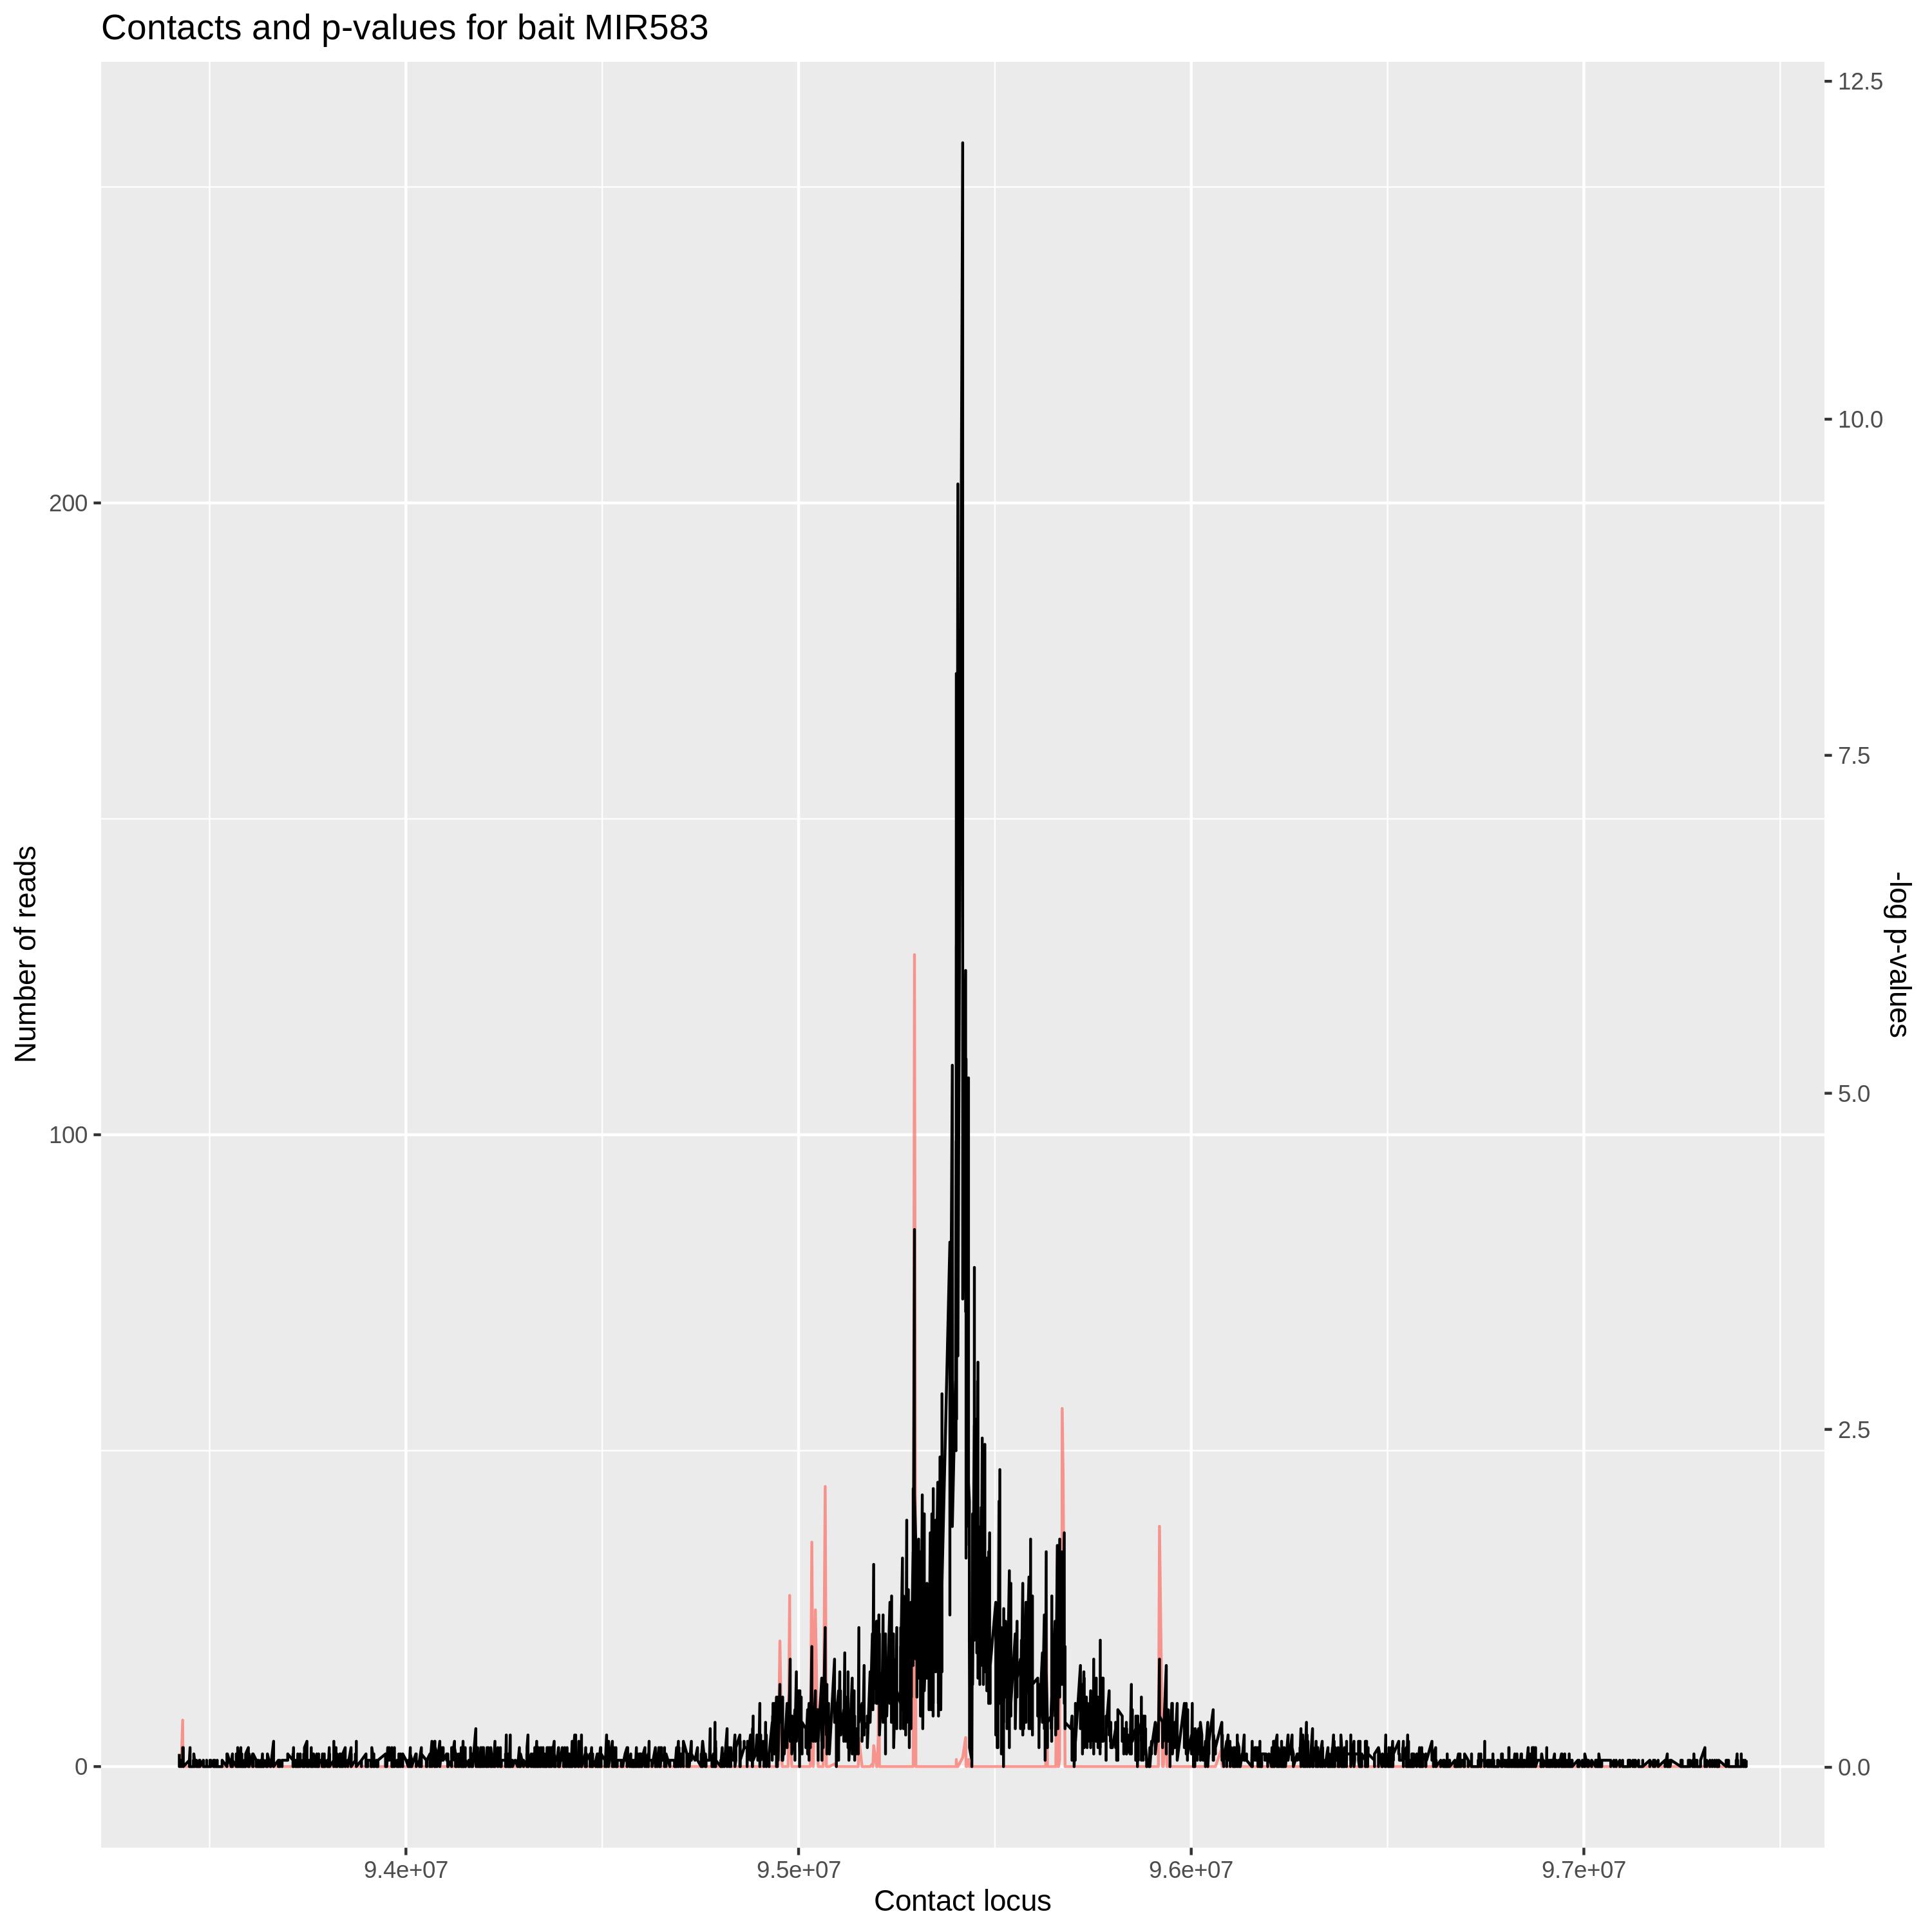 Contacts and p-values for bait MIR583
12.5
10.0
200
7.5
Number of reads
-log p-values
5.0
100
2.5
0
0.0
9.4e+07
9.5e+07
9.6e+07
9.7e+07
Contact locus